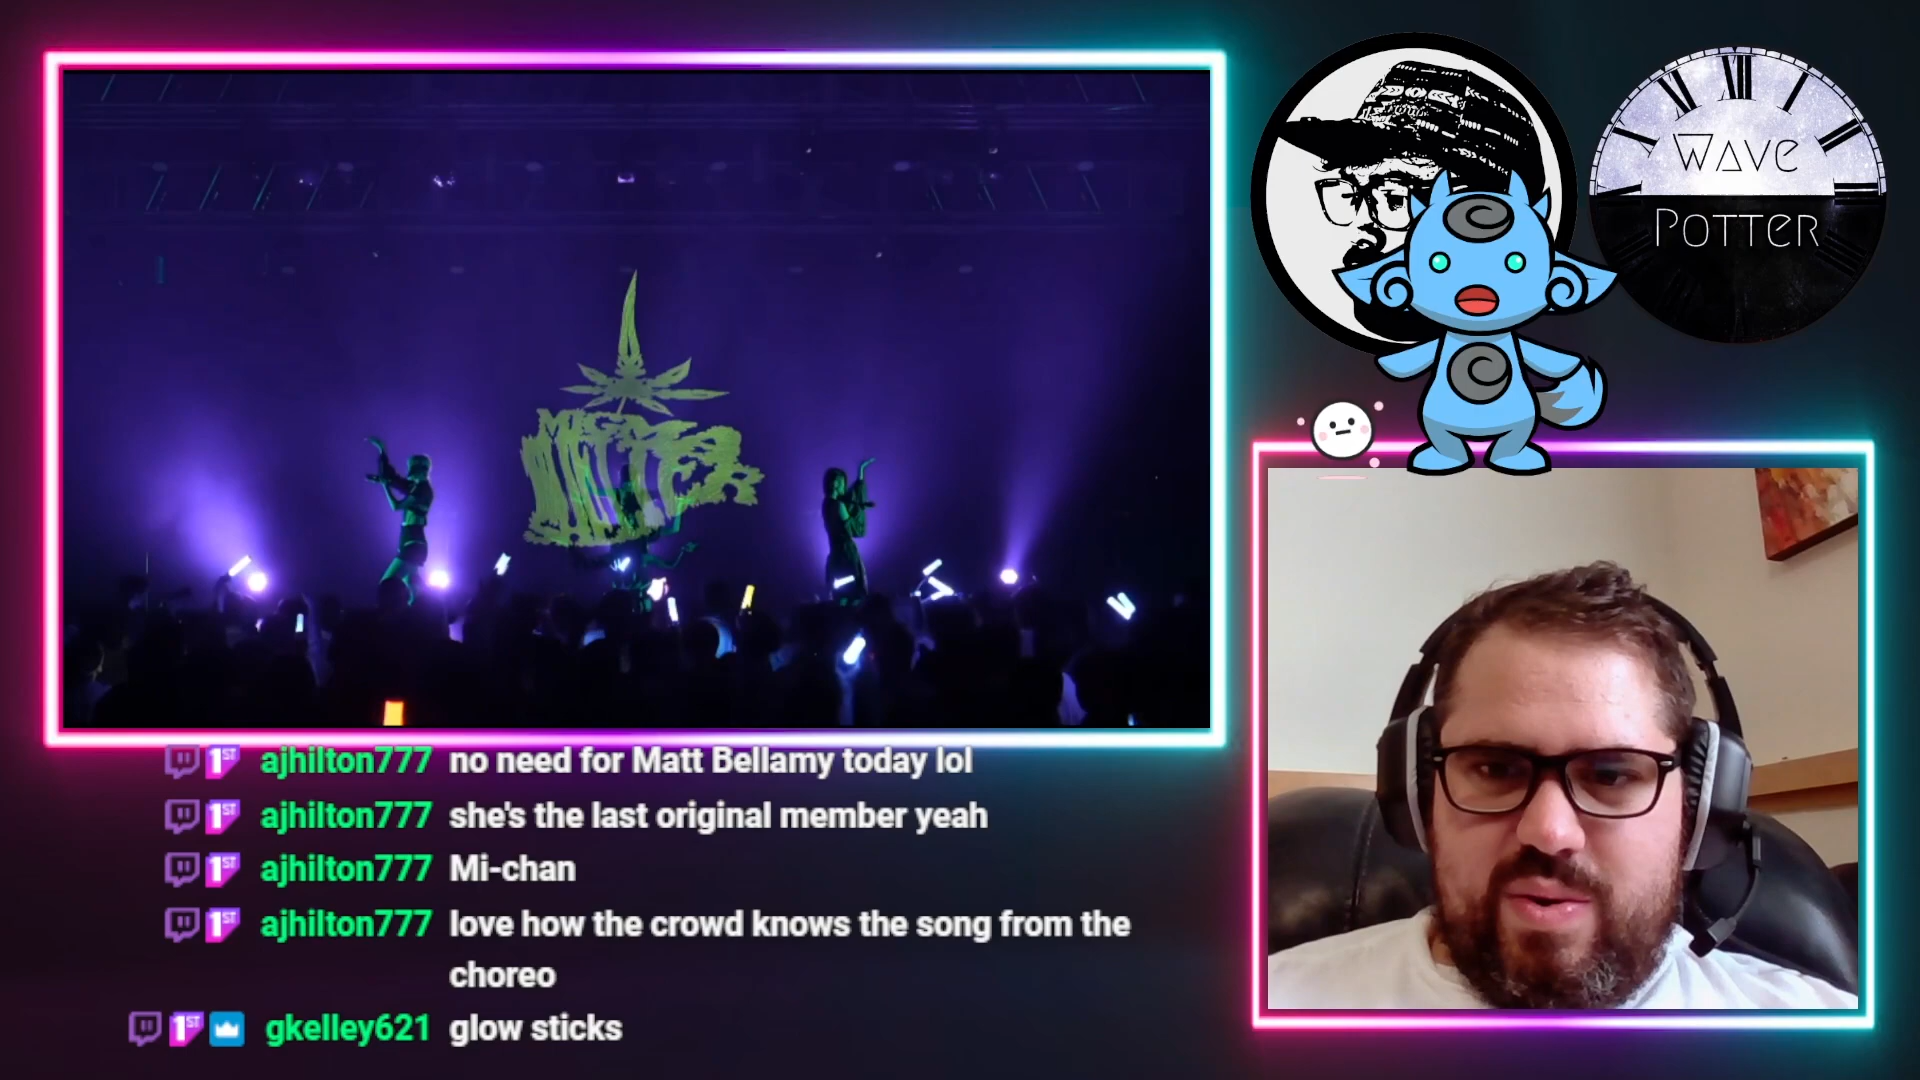 WAVE
POTTER
ajhilton777 no need for Matt Bellamy today lol
ajhilton777 she's the last original member yeah
ajhilton777 Mi-chan
ajhilton777 love how the crowd knows the song from the
choreo
gkelley621 glow sticks